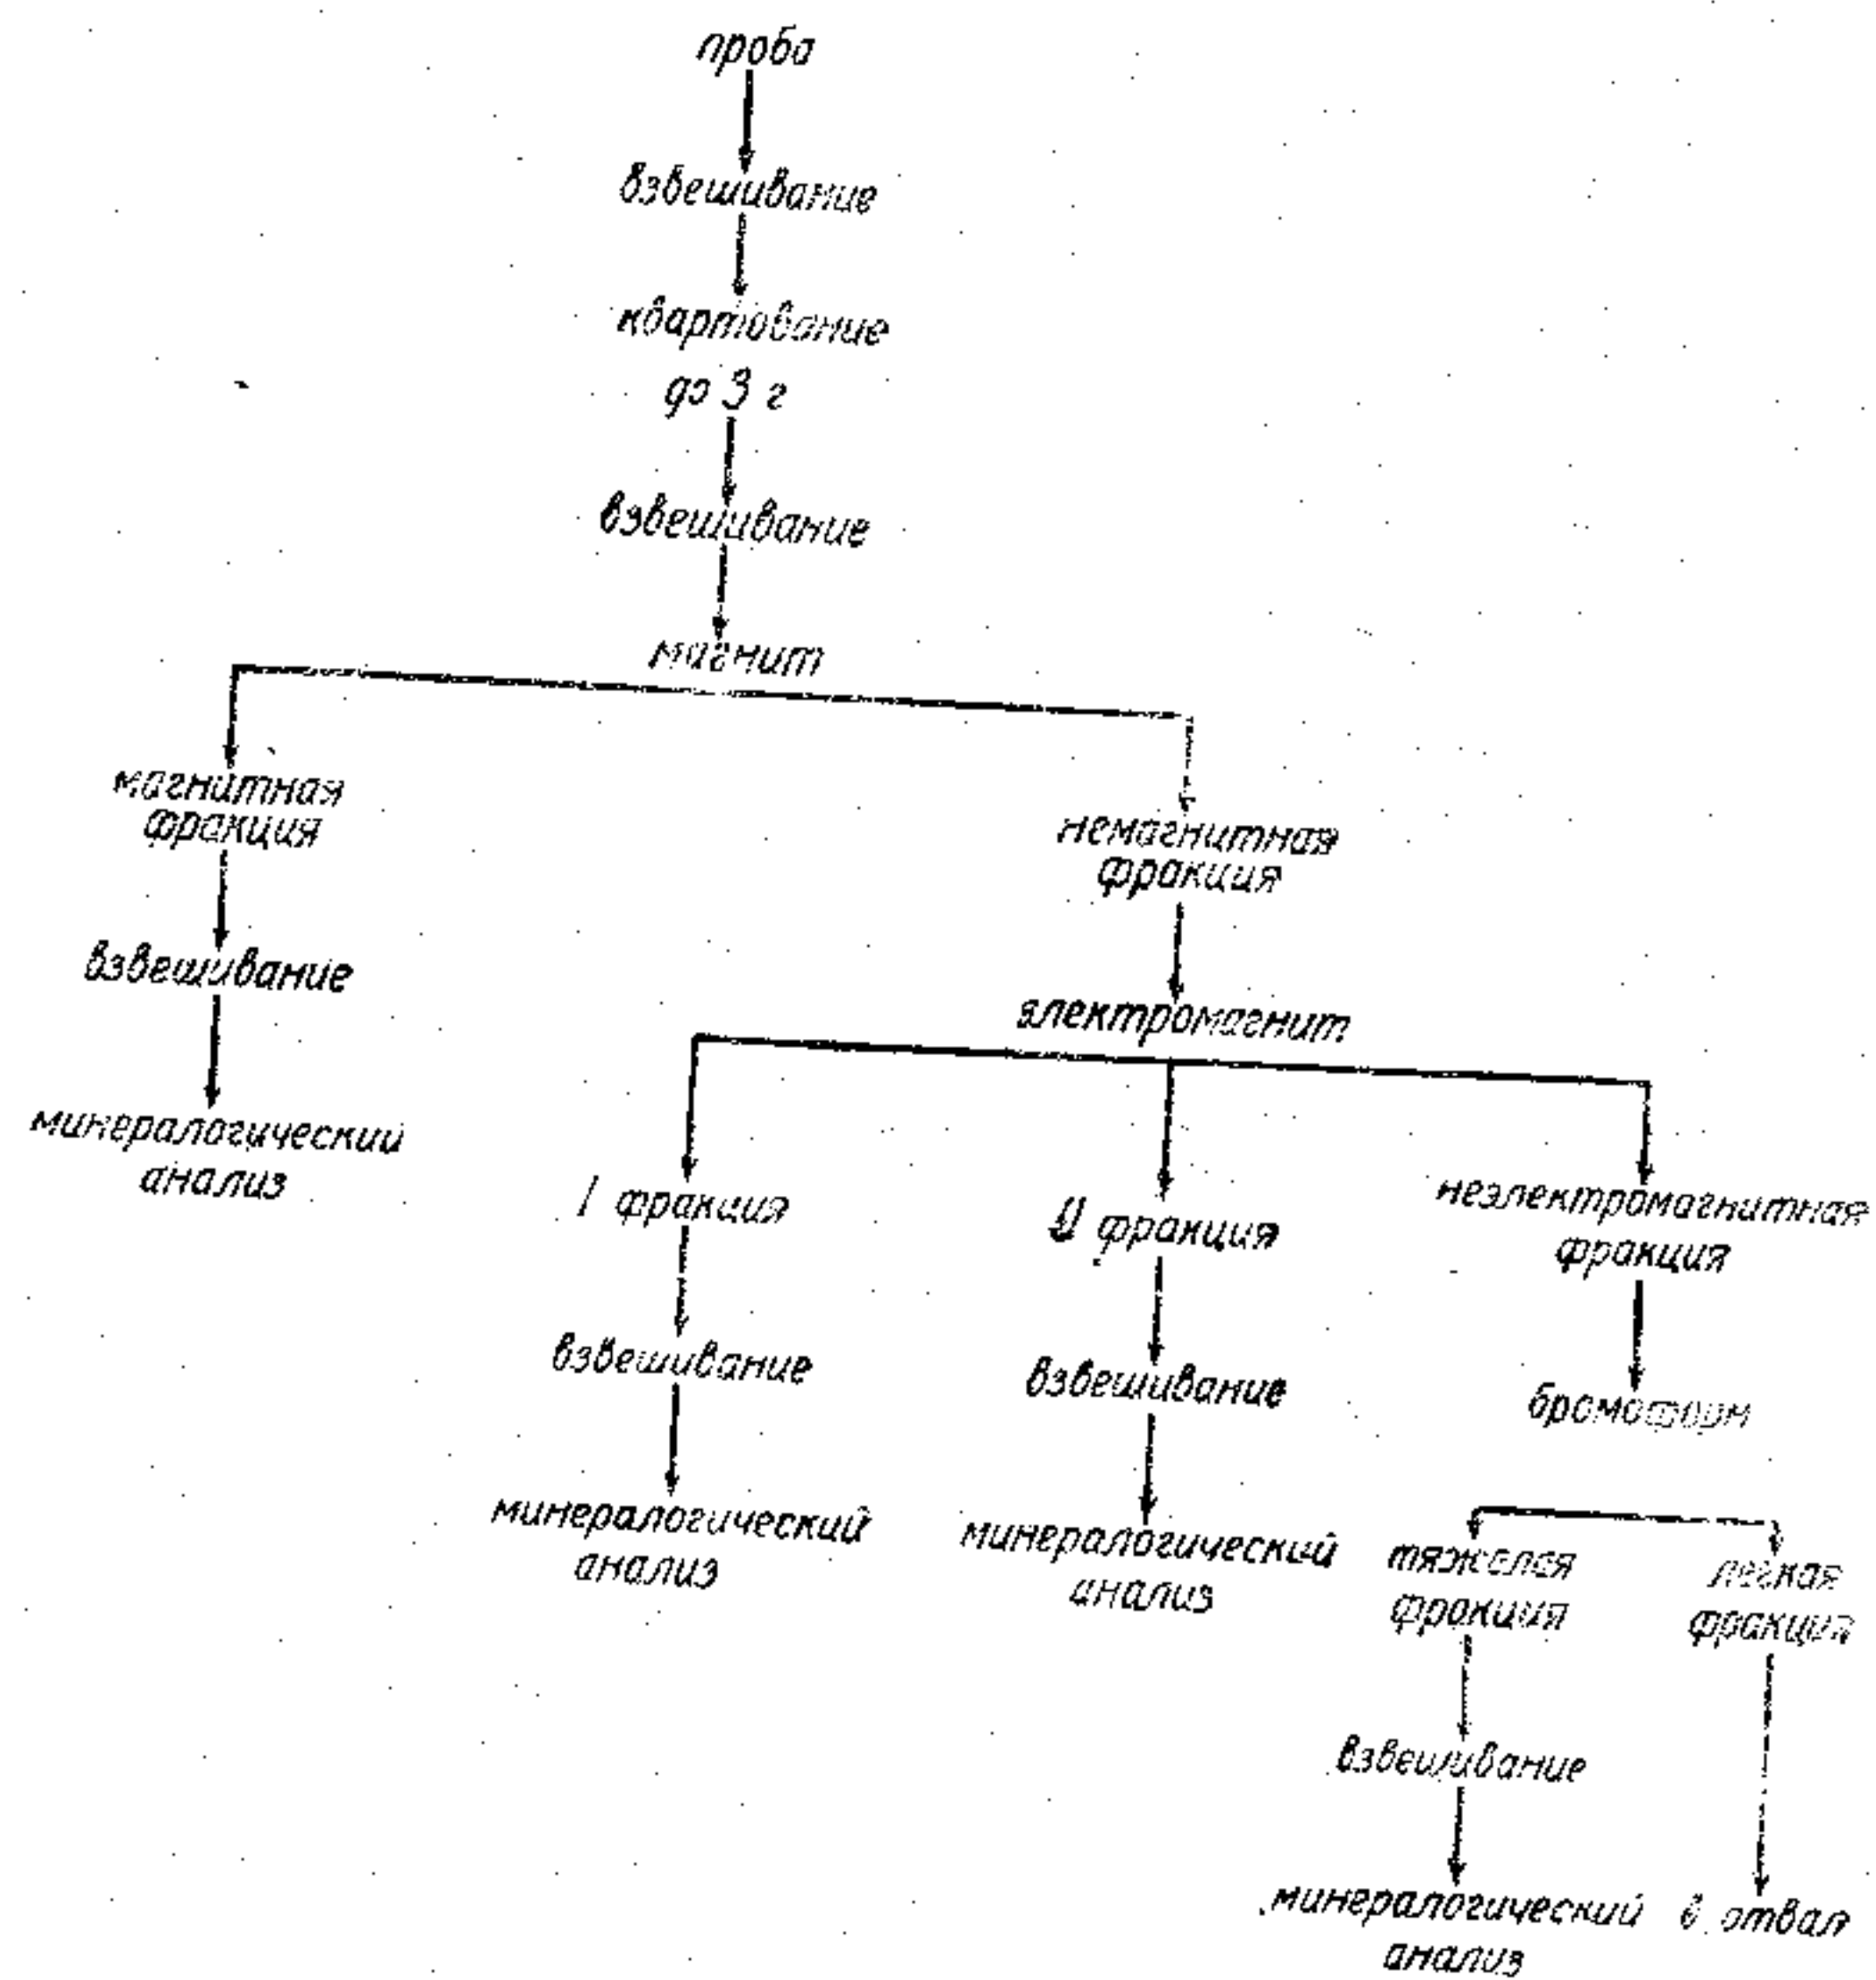 проба
взвешивание
квартование
до 3 г
взвешивание
магнит
магнитная
фракция
взвешивание
минералогический
анализ
немагнитная
фракция
электромагнит
I фракция
взвешивание
минералогический
анализ
II фракция
взвешивание
минералогический
анализ
неэлектромагнитная
фракция
бромоформ
тяжелая
фракция
взвешивание
минералогический
анализ
легкая
фракция
в отвал